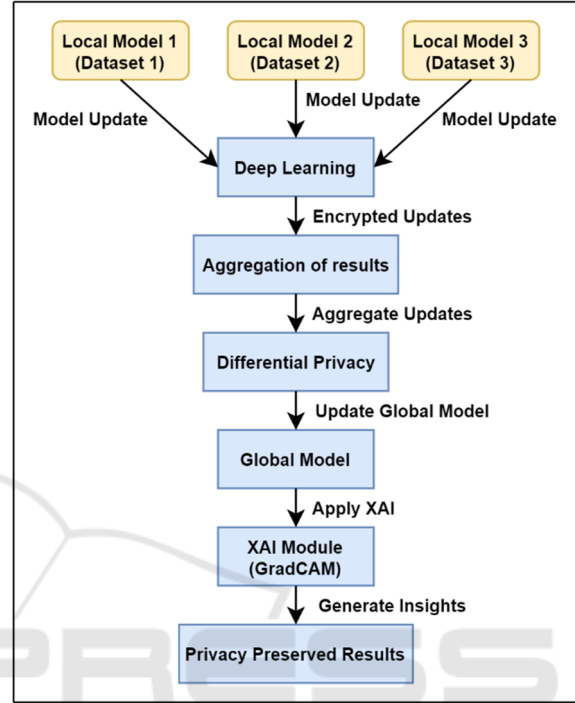 Local Model 1
(Dataset 1)
Local Model 2
(Dataset 2)
Local Model 3
(Dataset 3)
Model Update
Model Update
Model Update
Deep Learning
Encrypted Updates
Aggregation of results
Aggregate Updates
Differential Privacy
Update Global Model
Global Model
Apply XAI
XAI Module
(GradCAM)
Generate Insights
Privacy Preserved Results
PRESS